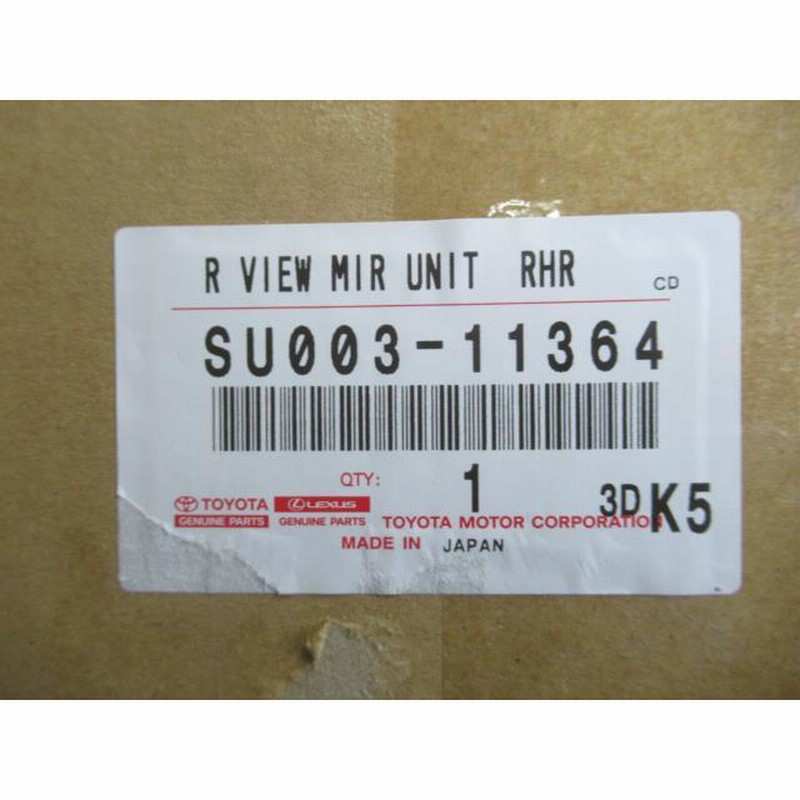 R VIEW MIR UNIT RHR CD
SU003-11364
QTY: 1
3D K5
TOYOTA LEXUS
GENUINE PARTS GENUINE PARTS TOYOTA MOTOR CORPORATION
MADE IN JAPAN